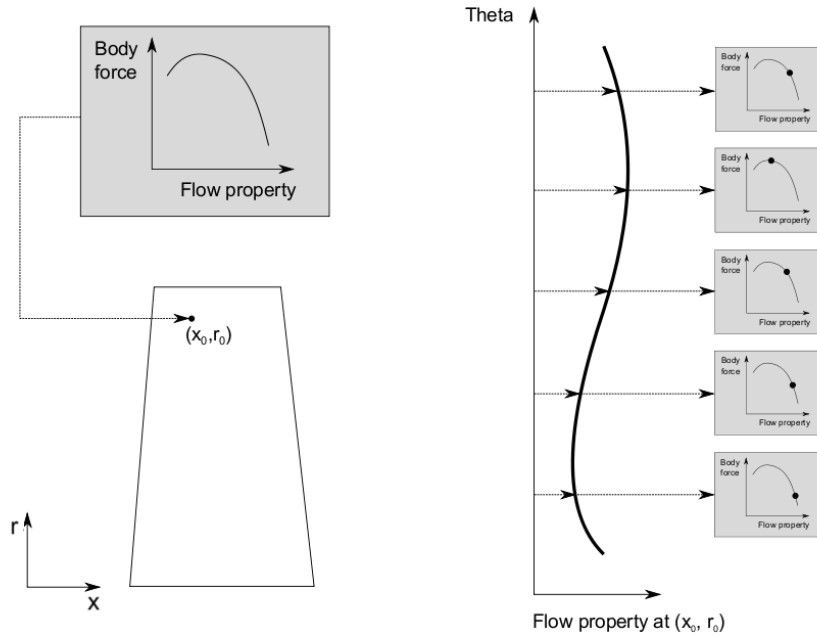 Body
force
Flow property
(x₀,r₀)
r
x
Theta
Body
force
Flow property
Body
force
Flow property
Body
force
Flow property
Body
force
Flow property
Body
force
Flow property
Flow property at (x₀, r₀)